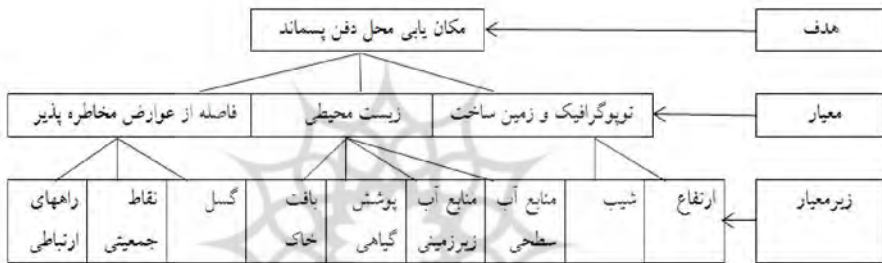 هدف
مکان یابی محل دفن پسماند
معیار
توپوگرافیک و زمین ساخت
زیست محیطی
فاصله از عوارض مخاطره پذیر
زیرمعیار
ارتفاع
شیب
منابع آب
سطحی
منابع آب
زیرزمینی
پوشش
گیاهی
بافت
خاک
گسل
نقاط
جمعیتی
راههای
ارتباطی